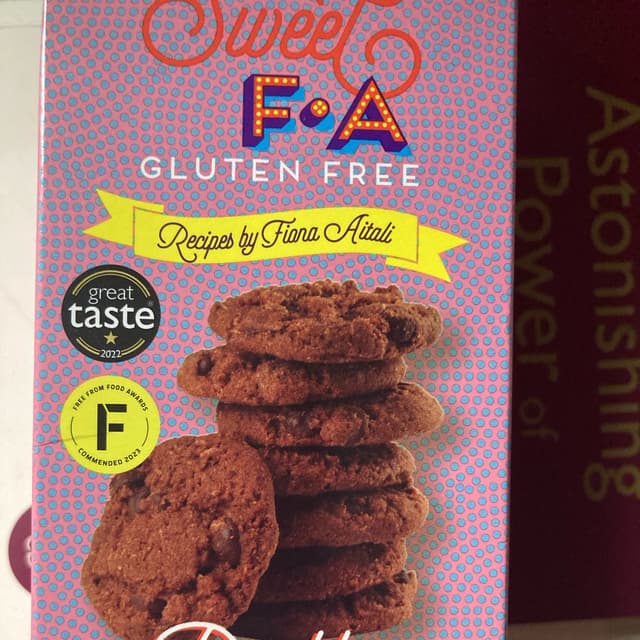 Sweet
F•A
GLUTEN FREE
Recipes by Fiona Aitali
great
taste
2022
FREE FROM FOOD AWARDS
F
COMMENDED 2023
Astonishing
Power of